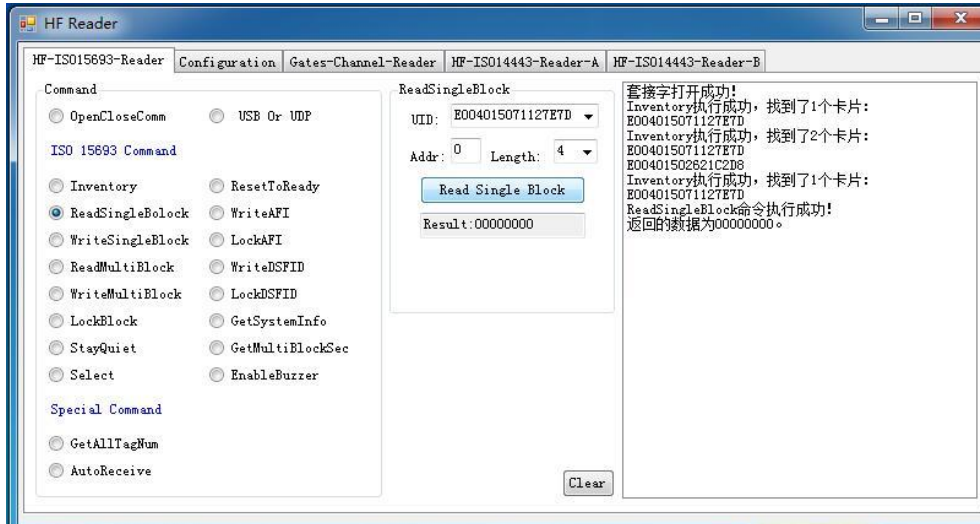 HF Reader
HF-ISO15693-Reader Configuration Gates-Channel-Reader HF-ISO14443-Reader-A HF-ISO14443-Reader-B
Command
OpenCloseComm USB Or UDP
ISO 15693 Command
Inventory ResetToReady
ReadSingleBolock WriteAFI
WriteSingleBlock LockAFI
ReadMultiBlock WriteDSFID
WriteMultiBlock LockDSFID
LockBlock GetSystemInfo
StayQuiet GetMultiBlockSec
Select EnableBuzzer
Special Command
GetAllTagNum
AutoReceive
ReadSingleBlock
UID: E004015071127E7D
Addr: 0 Length: 4
Read Single Block
Result:00000000
Clear
套接字打开成功!
Inventory执行成功，找到了1个卡片:
E004015071127E7D
Inventory执行成功，找到了2个卡片:
E004015071127E7D
E00401502621C2D8
Inventory执行成功，找到了1个卡片:
E004015071127E7D
ReadSingleBlock命令执行成功!
返回的数据为00000000。